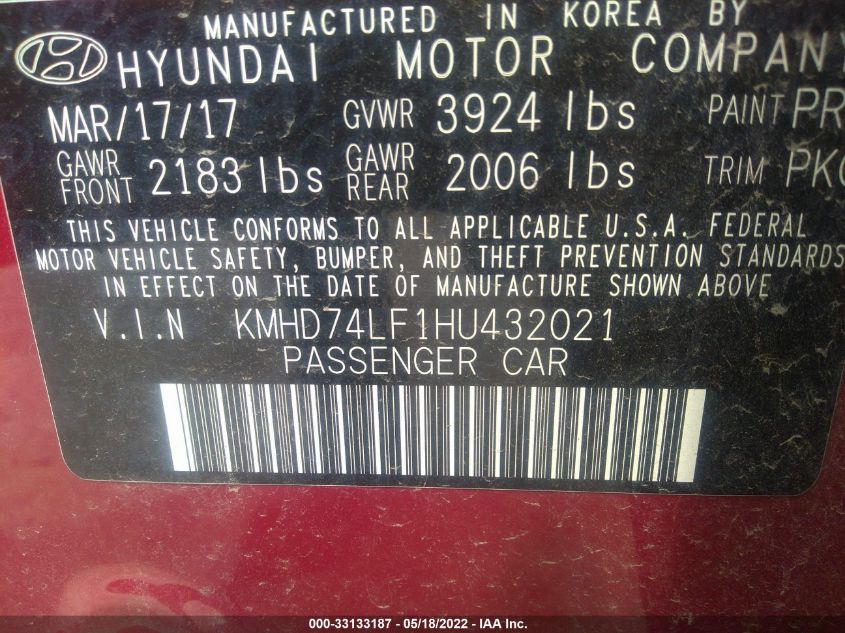 MANUFACTURED IN KOREA BY
HYUNDAI MOTOR COMPANY
MAR/17/17 GVWR 3924 lbs PAINT PR
GAWR FRONT 2183 lbs GAWR REAR 2006 lbs TRIM PK
THIS VEHICLE CONFORMS TO ALL APPLICABLE U.S.A. FEDERAL
MOTOR VEHICLE SAFETY, BUMPER, AND THEFT PREVENTION STANDARDS
IN EFFECT ON THE DATE OF MANUFACTURE SHOWN ABOVE
V.I.N KMHD74LF1HU432021
PASSENGER CAR
000-33133187 - 05/18/2022 - IAA Inc.